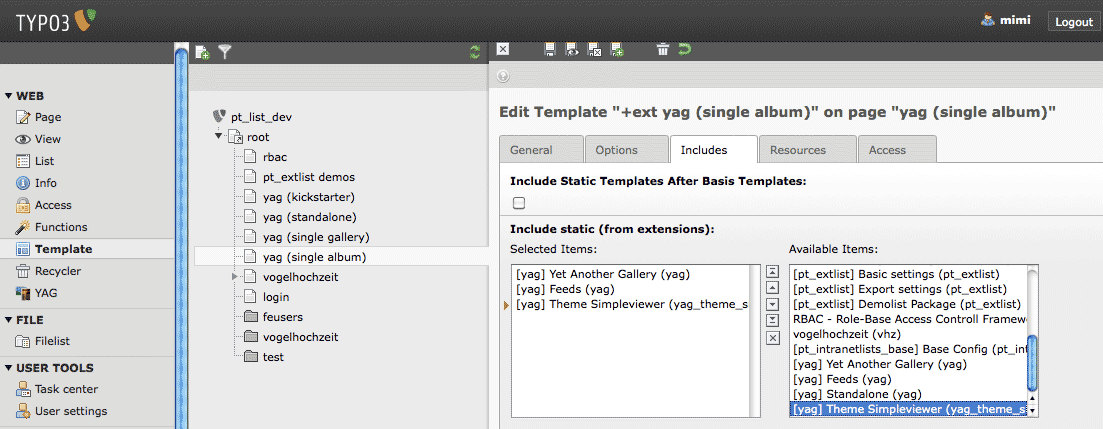 TYPO3
mimi
Logout
WEB
Page
View
List
Info
Access
Functions
Template
Recycler
YAG
FILE
Filelist
USER TOOLS
Task center
User settings
pt_list_dev
root
rbac
pt_extlist demos
yag (kickstarter)
yag (standalone)
yag (single gallery)
yag (single album)
vogelhochzeit
login
feusers
vogelhochzeit
test
Edit Template "+ext yag (single album)" on page "yag (single album)"
General
Options
Includes
Resources
Access
Include Static Templates After Basis Templates:
Include static (from extensions):
Selected Items:
[yag] Yet Another Gallery (yag)
[yag] Feeds (yag)
[yag] Theme Simpleviewer (yag_theme_s
Available Items:
[pt_extlist] Basic settings (pt_extlist)
[pt_extlist] Export settings (pt_extlist)
[pt_extlist] Demolist Package (pt_extlist)
RBAC - Role-Base Access Controll Framew
vogelhochzeit (vhz)
[pt_intranetlists_base] Base Config (pt_int
[yag] Yet Another Gallery (yag)
[yag] Feeds (yag)
[yag] Standalone (yag)
[yag] Theme Simpleviewer (yag_theme_s